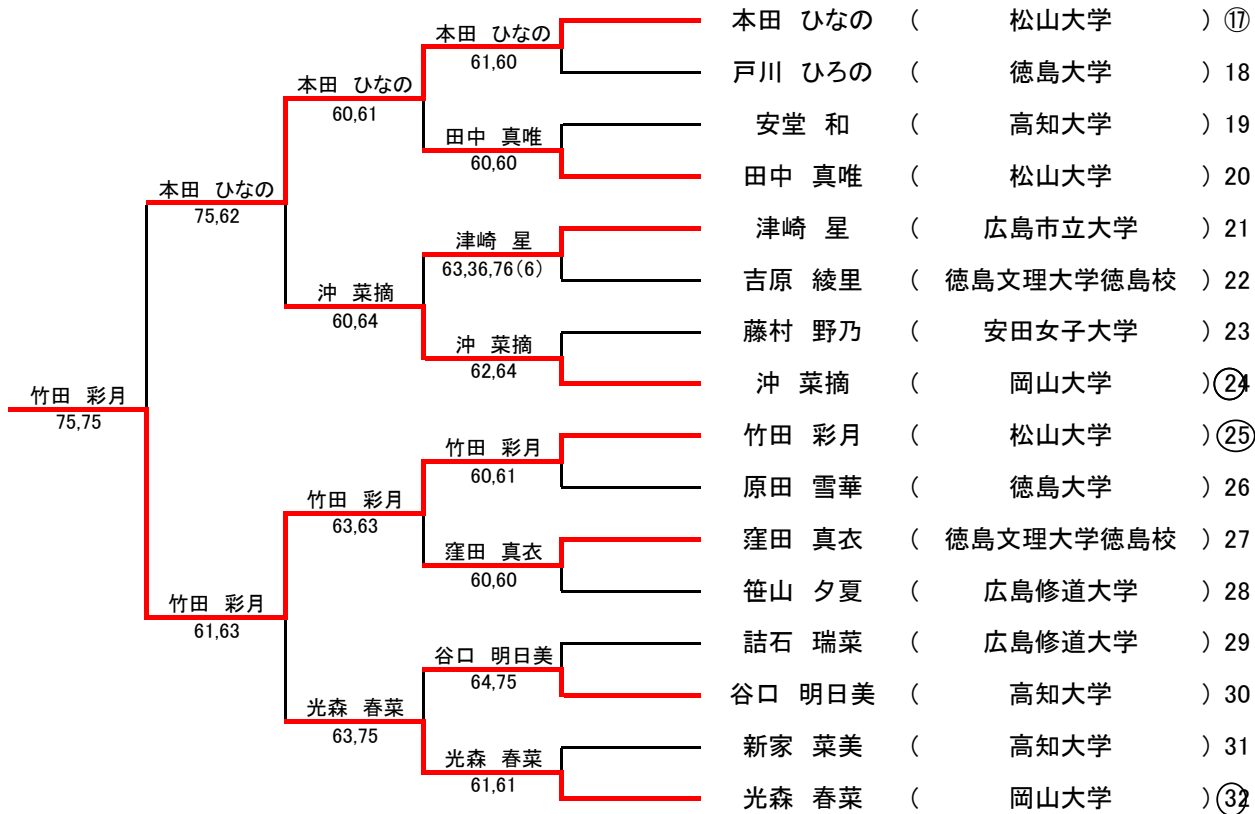 本田 ひなの ( 松山大学 ) ⑰
戸川 ひろの ( 徳島大学 ) 18
安堂 和 ( 高知大学 ) 19
田中 真唯 ( 松山大学 ) 20
津崎 星 ( 広島市立大学 ) 21
吉原 綾里 ( 徳島文理大学徳島校 ) 22
藤村 野乃 ( 安田女子大学 ) 23
沖 菜摘 ( 岡山大学 ) 24
竹田 彩月 ( 松山大学 ) 25
原田 雪華 ( 徳島大学 ) 26
窪田 真衣 ( 徳島文理大学徳島校 ) 27
笹山 夕夏 ( 広島修道大学 ) 28
詰石 瑞菜 ( 広島修道大学 ) 29
谷口 明日美 ( 高知大学 ) 30
新家 菜美 ( 高知大学 ) 31
光森 春菜 ( 岡山大学 ) 32
本田 ひなの
61,60
田中 真唯
60,60
津崎 星
63,36,76(6)
沖 菜摘
62,64
竹田 彩月
60,61
窪田 真衣
60,60
谷口 明日美
64,75
光森 春菜
61,61
本田 ひなの
60,61
沖 菜摘
60,64
竹田 彩月
63,63
光森 春菜
63,75
本田 ひなの
75,62
竹田 彩月
61,63
竹田 彩月
75,75